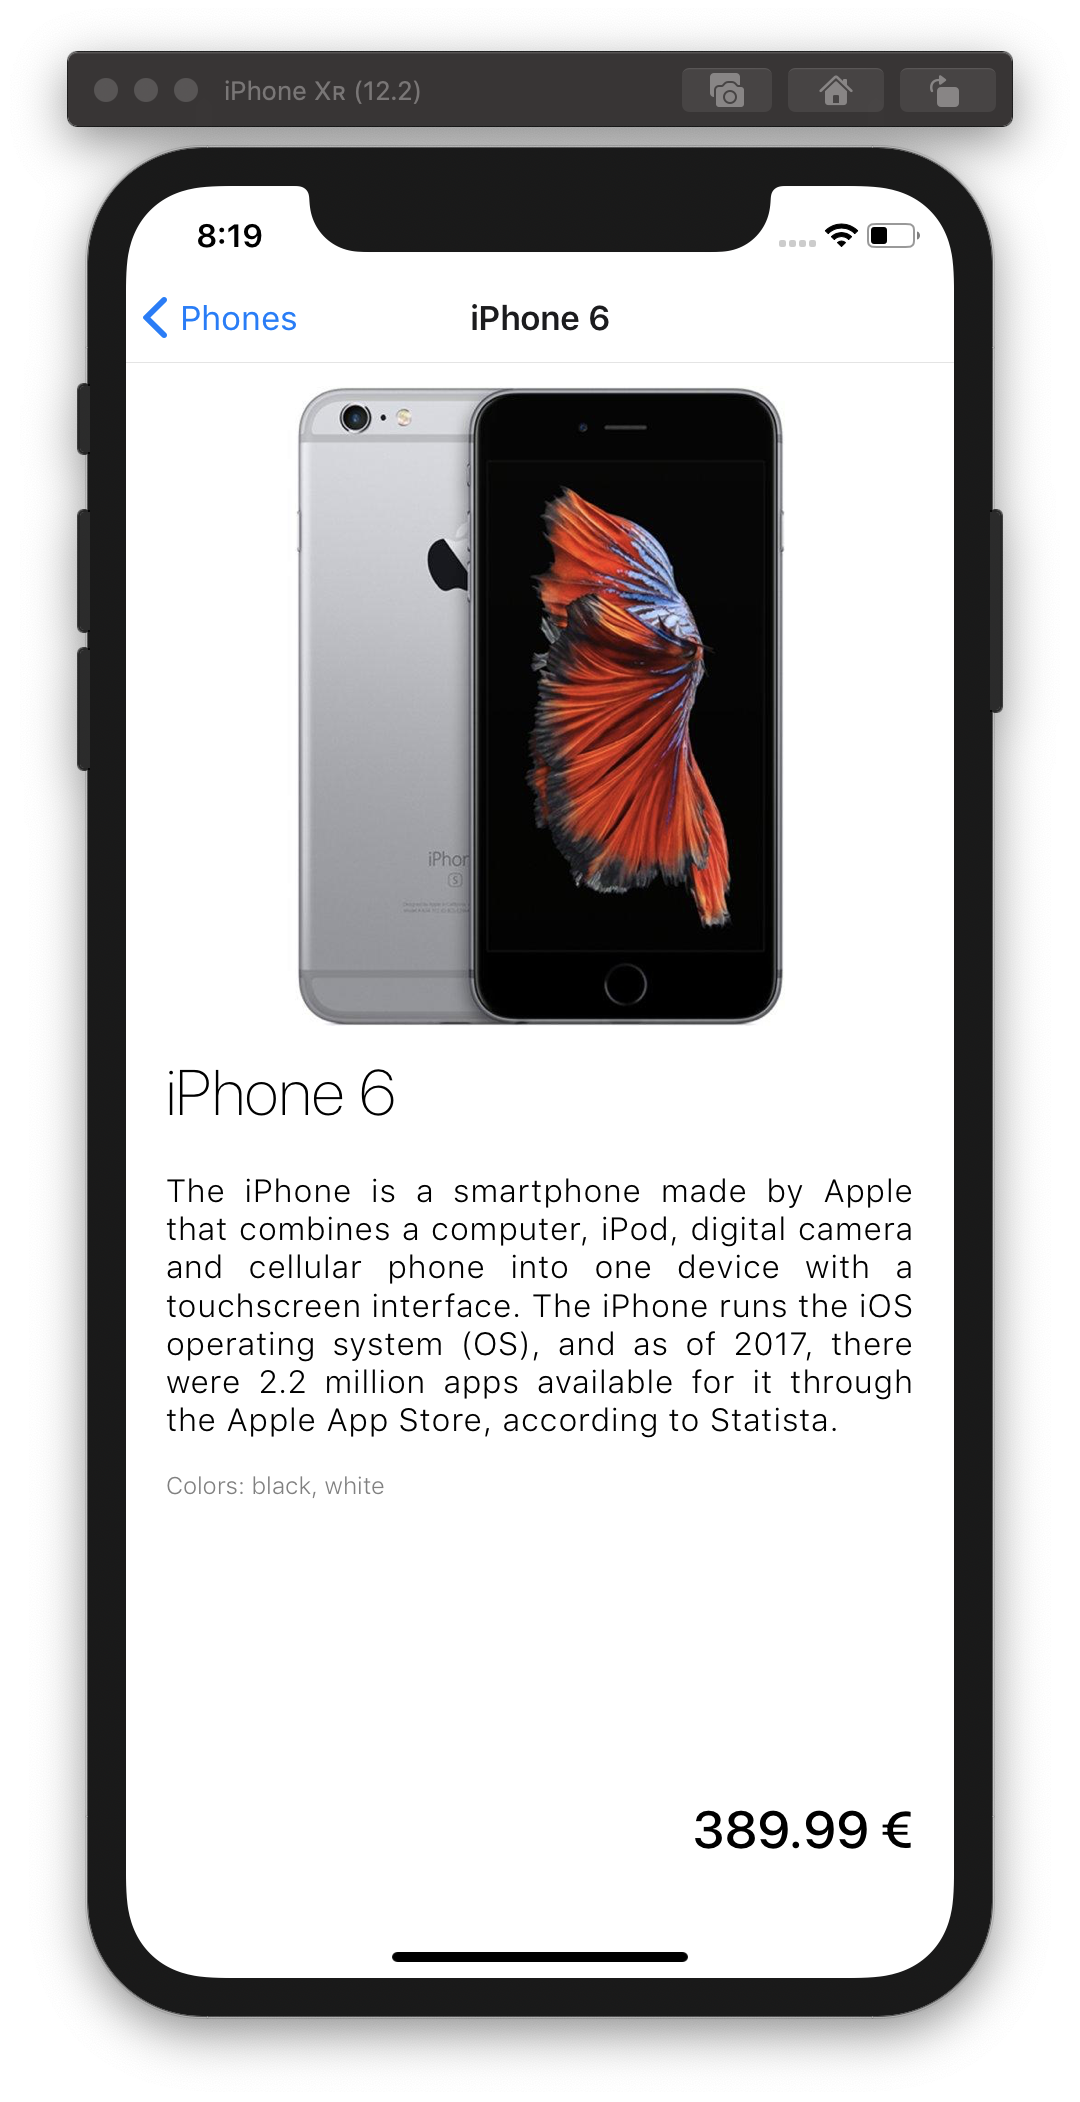 iPhone Xʀ (12.2)
8:19
Phones
iPhone 6
iPhor
S
iPhone 6
The iPhone is a smartphone made by Apple
that combines a computer, iPod, digital camera
and cellular phone into one device with a
touchscreen interface. The iPhone runs the iOS
operating system (OS), and as of 2017, there
were 2.2 million apps available for it through
the Apple App Store, according to Statista.
Colors: black, white
389.99 €